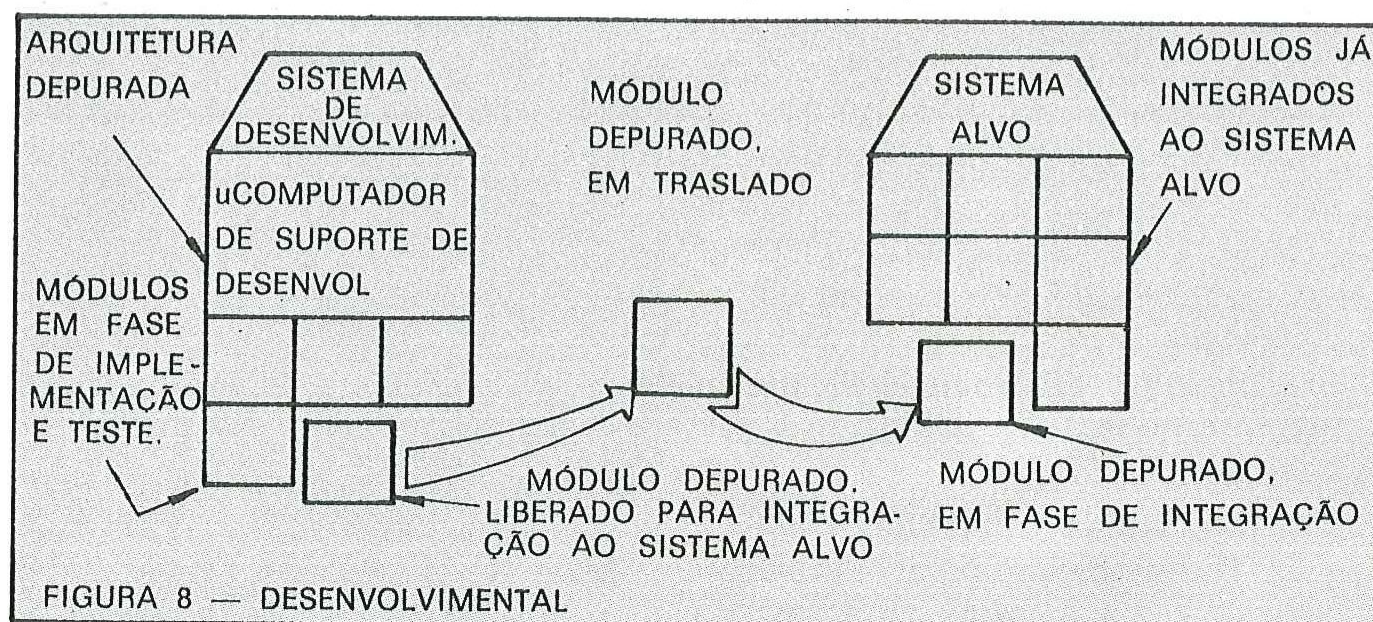 ARQUITETURA
DEPURADA
SISTEMA
DE
DESENVOLVIM.
uCOMPUTADOR
DE SUPORTE DE
DESENVOL
MÓDULOS
EM FASE
DE IMPLE-
MENTAÇÃO
E TESTE.
MÓDULO
DEPURADO,
EM TRASLADO
SISTEMA
ALVO
MÓDULOS JÁ
INTEGRADOS
AO SISTEMA
ALVO
MÓDULO DEPURADO,
LIBERADO PARA INTEGRA-
ÇÃO AO SISTEMA ALVO
MÓDULO DEPURADO,
EM FASE DE INTEGRAÇÃO
FIGURA 8 — DESENVOLVIMENTAL